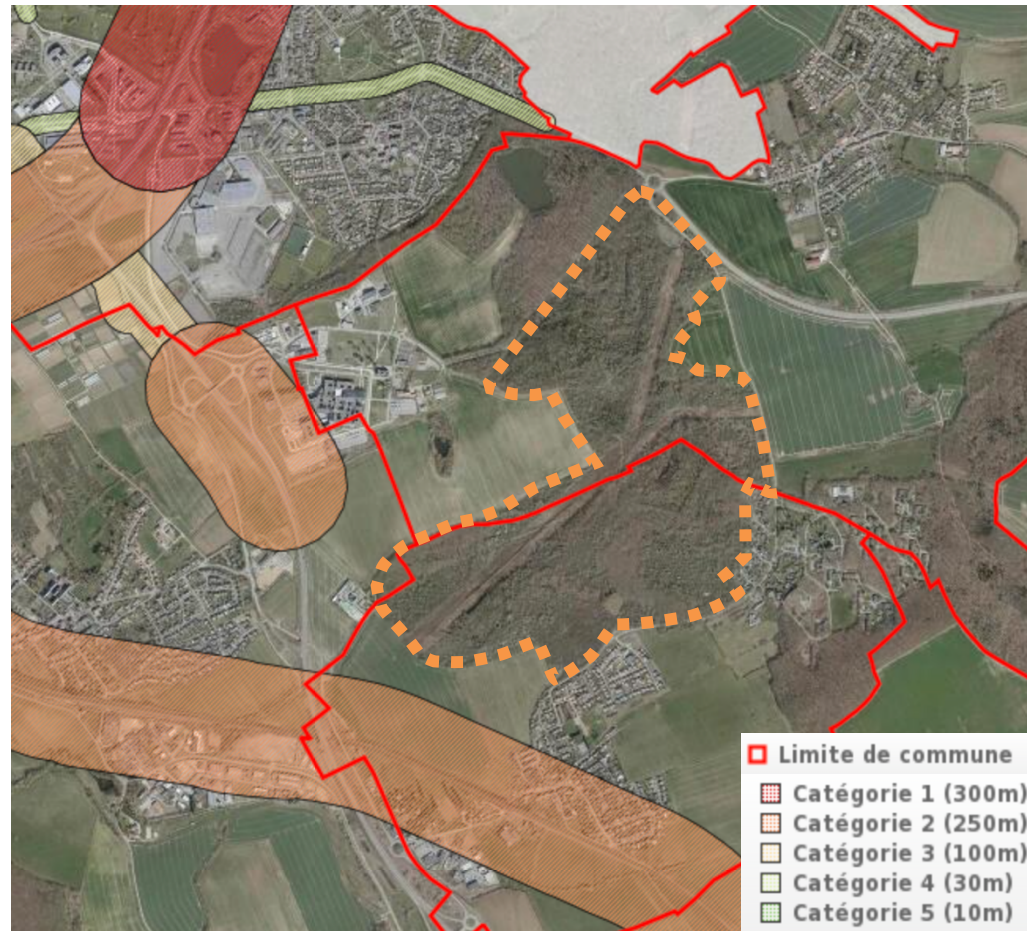 Limite de commune
Catégorie 1 (300m)
Catégorie 2 (250m)
Catégorie 3 (100m)
Catégorie 4 (30m)
Catégorie 5 (10m)